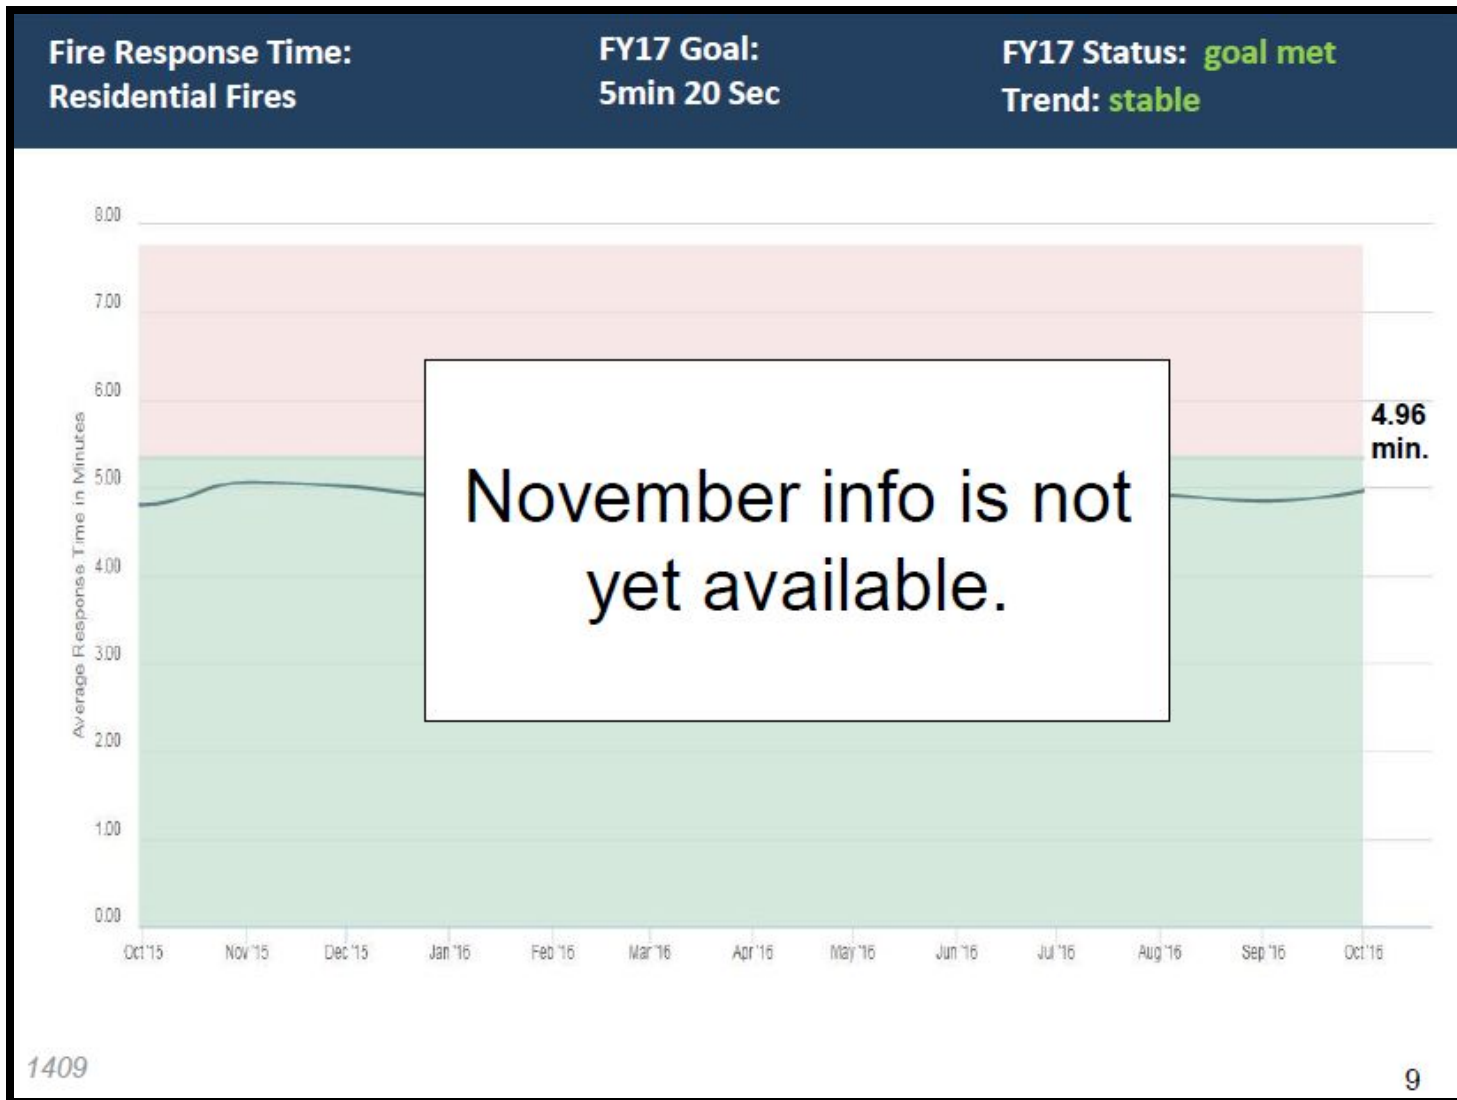 Fire Response Time:
Residential Fires
FY17 Goal:
5min 20 Sec
FY17 Status: goal met
Trend: stable
8.00
7.00
6.00
5.00
4.00
3.00
2.00
1.00
0.00
Average Response Time in Minutes
4.96
min.
November info is not
yet available.
Oct '15 Nov '15 Dec '15 Jan '16 Feb '16 Mar '16 Apr '16 May '16 Jun '16 Jul '16 Aug '16 Sep '16 Oct '16
1409
9